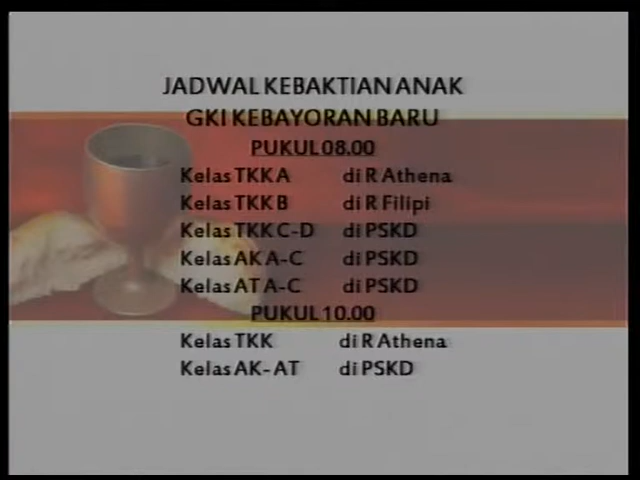 JADWAL KEBAKTIAN ANAK
GKI KEBAYORAN BARU
PUKUL 08.00
Kelas TKK A di R Athena
Kelas TKK B di R Filipi
Kelas TKK C-D di PSKD
Kelas AK A-C di PSKD
Kelas AT A-C di PSKD
PUKUL 10.00
Kelas TKK di R Athena
Kelas AK- AT di PSKD